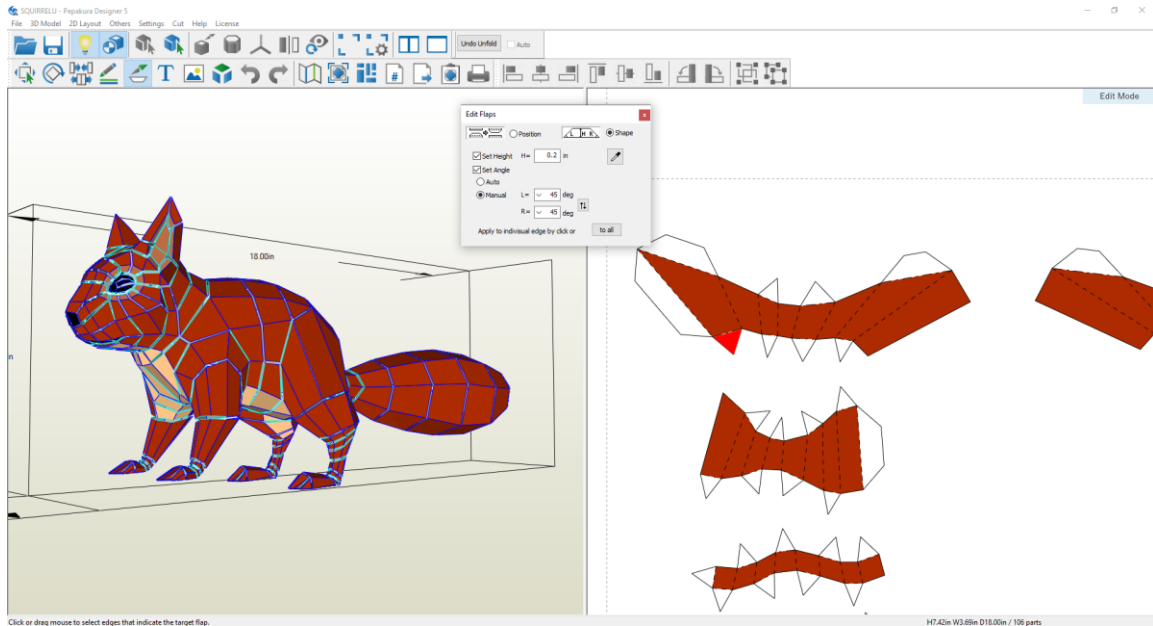 SQUIRRELU - Pepakura Designer 5
File 3D Model 2D Layout Others Settings Cut Help License
Undo Unfold Auto
T #
Edit Mode
Edit Flaps
Position L H R Shape
Set Height H= 0.2 in
Set Angle
Auto
Manual L= 45 deg
R= 45 deg
Apply to indivisual edge by click or to all
18.00in
n
Click or drag mouse to select edges that indicate the target flap.
H7.42in W3.69in D18.00in / 106 parts